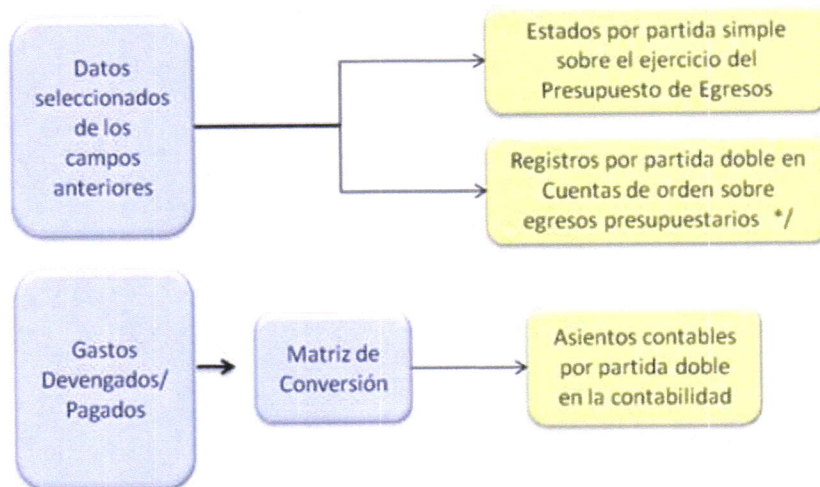 Datos
seleccionados
de los
campos
anteriores
Estados por partida simple
sobre el ejercicio del
Presupuesto de Egresos
Registros por partida doble en
Cuentas de orden sobre
egresos presupuestarios */
Gastos
Devengados/
Pagados
Matriz de
Conversión
Asientos contables
por partida doble
en la contabilidad